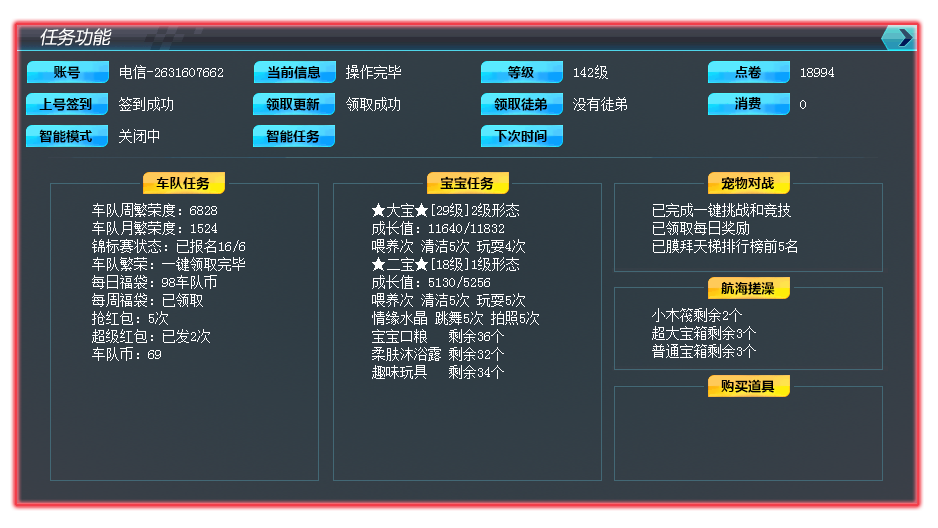 任务功能
账号 电信-2631607662 当前信息 操作完毕 等级 142级 点卷 18994
上号签到 签到成功 领取更新 领取成功 领取徒弟 没有徒弟 消费 0
智能模式 关闭中 智能任务 下次时间
车队任务
车队周繁荣度：6828
车队月繁荣度：1524
锦标赛状态：已报名16/6
车队繁荣：一键领取完毕
每日福袋：98车队币
每周福袋：已领取
抢红包：5次
超级红包：已发2次
车队币：69
宝宝任务
★大宝★[29级]2级形态
成长值：11640/11832
喂养次 清洁5次 玩耍4次
★二宝★[18级]1级形态
成长值：5130/5256
喂养次 清洁5次 玩耍5次
情缘水晶 跳舞5次 拍照5次
宝宝口粮 剩余36个
柔肤沐浴露 剩余32个
趣味玩具 剩余34个
宠物对战
已完成一键挑战和竞技
已领取每日奖励
已膜拜天梯排行榜前5名
航海搓澡
小木筏剩余2个
超大宝箱剩余3个
普通宝箱剩余3个
购买道具